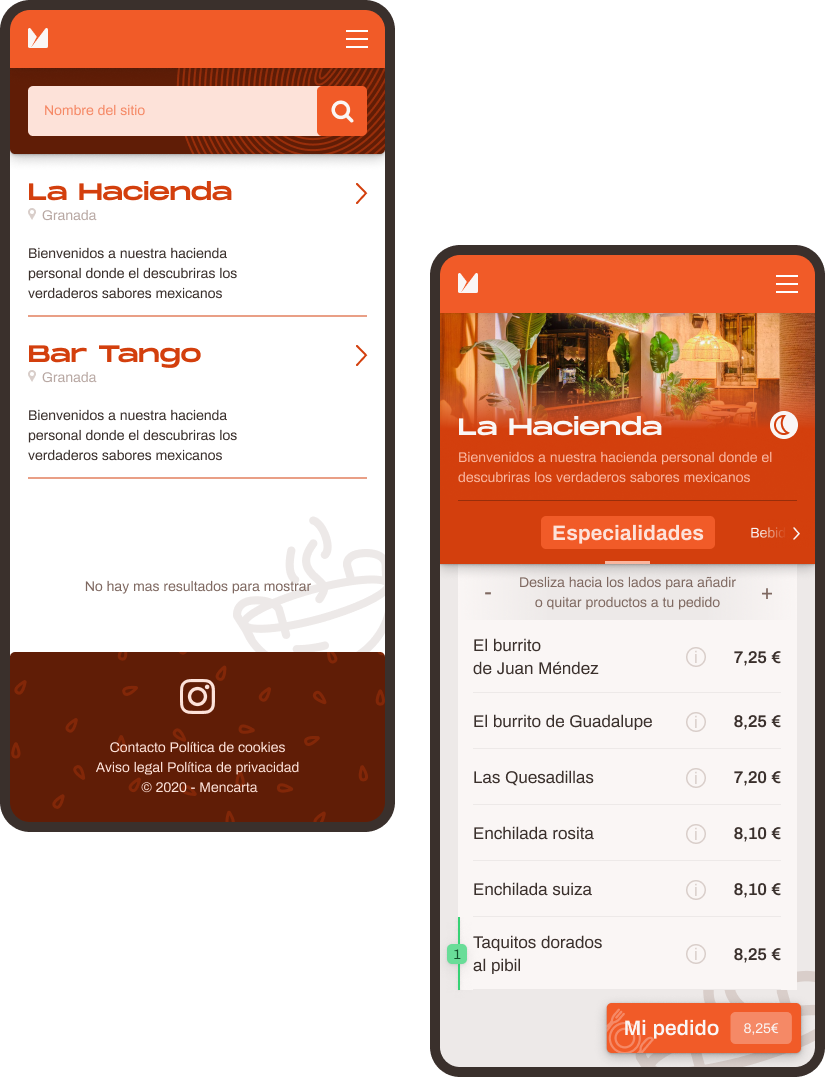 Nombre del sitio
La Hacienda
Granada
Bienvenidos a nuestra hacienda
personal donde el descubriras los
verdaderos sabores mexicanos
Bar Tango
Granada
Bienvenidos a nuestra hacienda
personal donde el descubriras los
verdaderos sabores mexicanos
No hay mas resultados para mostrar
Contacto Política de cookies
Aviso legal Política de privacidad
© 2020 - Mencarta
La Hacienda
Bienvenidos a nuestra hacienda personal donde el
descubriras los verdaderos sabores mexicanos
Especialidades Bebid
- Desliza hacia los lados para añadir +
o quitar productos a tu pedido
El burrito
de Juan Méndez 7,25 €
El burrito de Guadalupe 8,25 €
Las Quesadillas 7,20 €
Enchilada rosita 8,10 €
Enchilada suiza 8,10 €
Taquitos dorados
1 al pibil 8,25 €
Mi pedido 8,25€